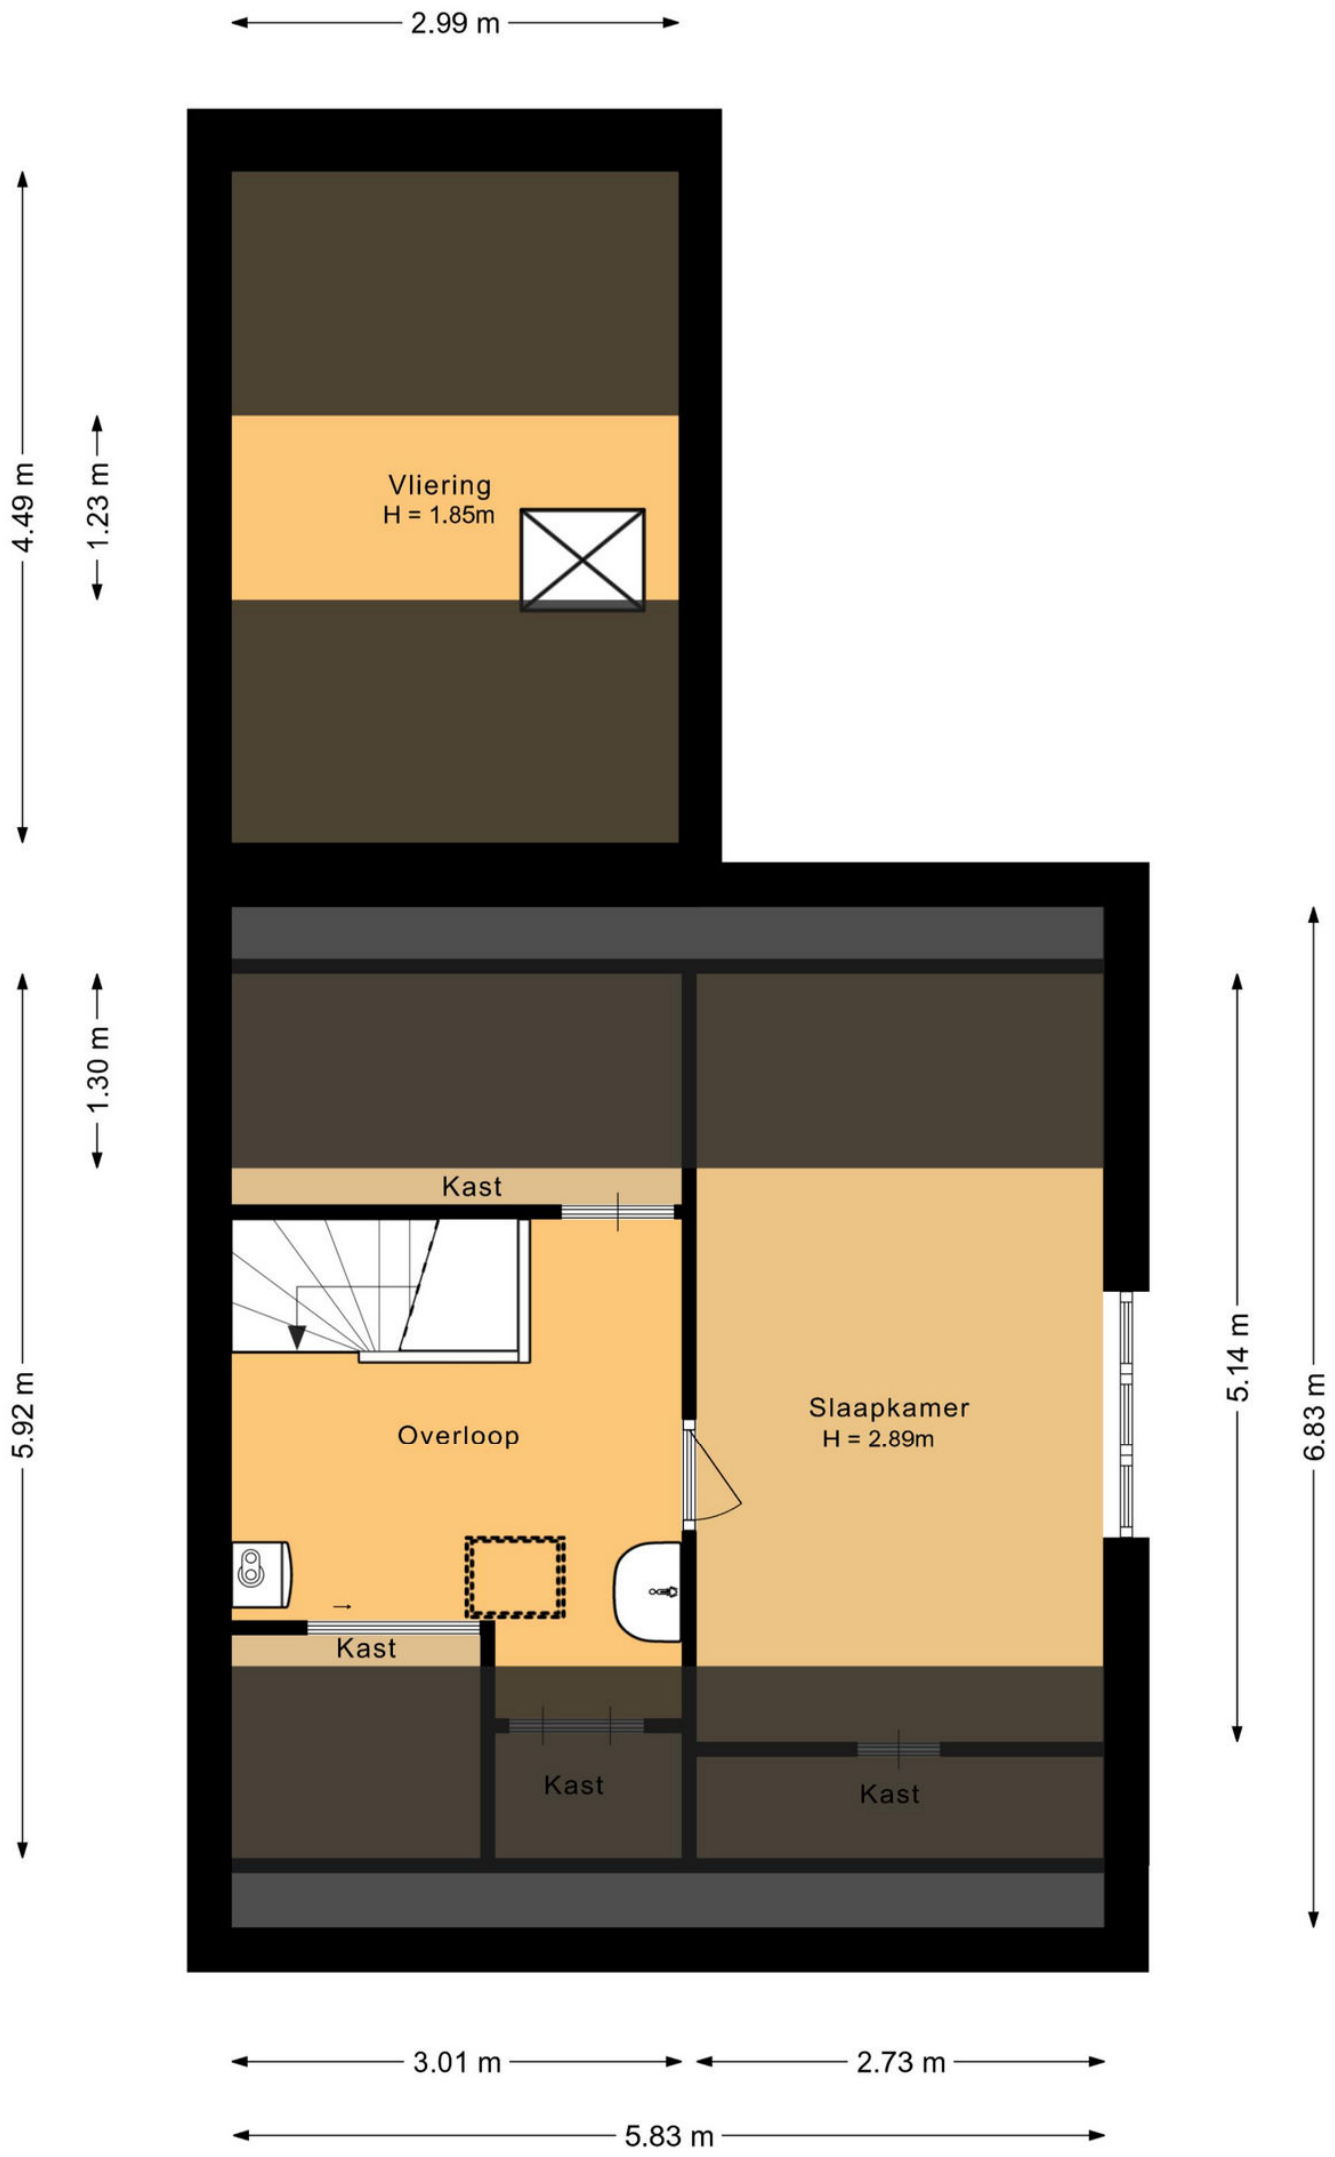 2.99 m
4.49 m
1.23 m
Vliering
H = 1.85m
1.30 m
Kast
5.92 m
Overloop
Slaapkamer
H = 2.89m
5.14 m
6.83 m
Kast
Kast
Kast
3.01 m
2.73 m
5.83 m